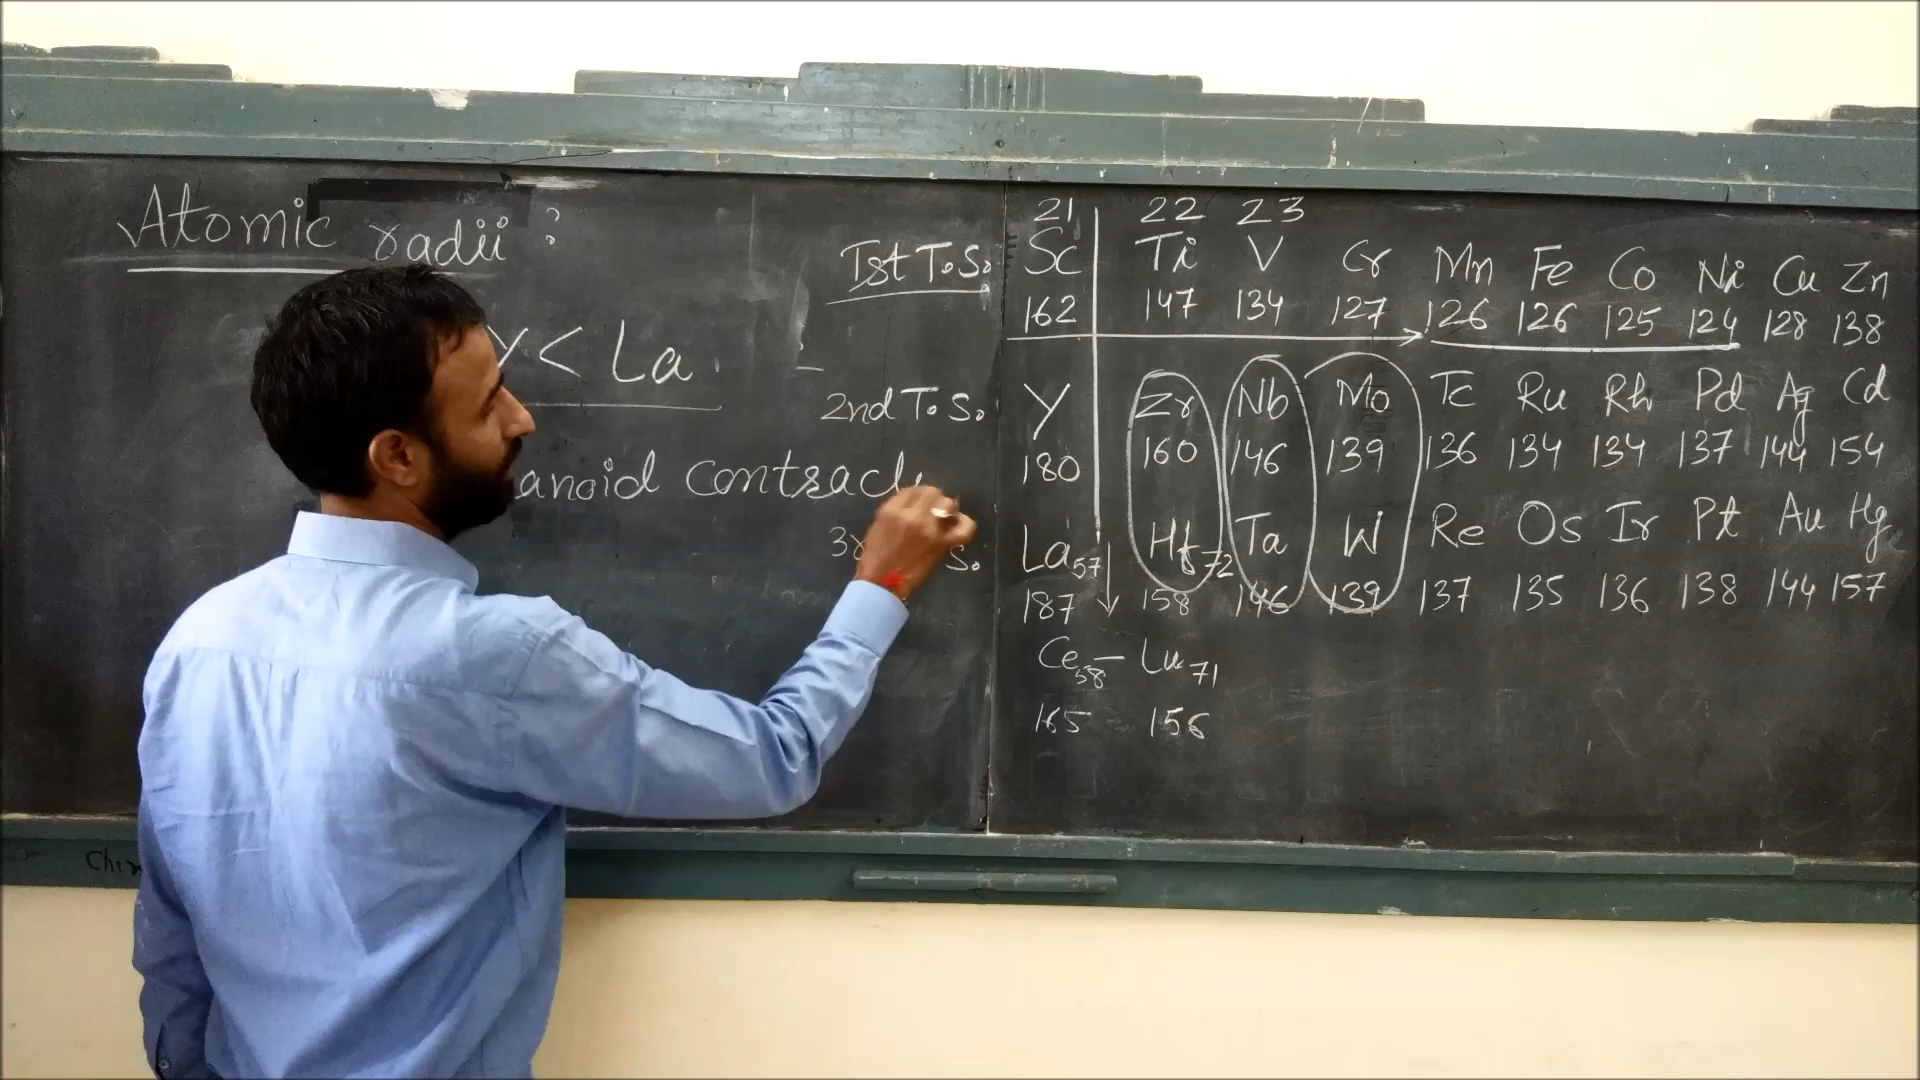 Atomic radii ?
Y < La
anoid contract
Ist T.S.
2nd T.S.
S.
21 22 23
Sc Ti V Cr Mn Fe Co Ni Cu Zn
162 147 134 127 126 126 125 124 128 138
Y Zr Nb Mo Tc Ru Rh Pd Ag Cd
180 160 146 139 136 134 134 137 144 154
La57 Hf72 Ta W Re Os Ir Pt Au Hg
187 158 146 139 137 135 136 138 144 157
Ce58 – Lu71
165 156